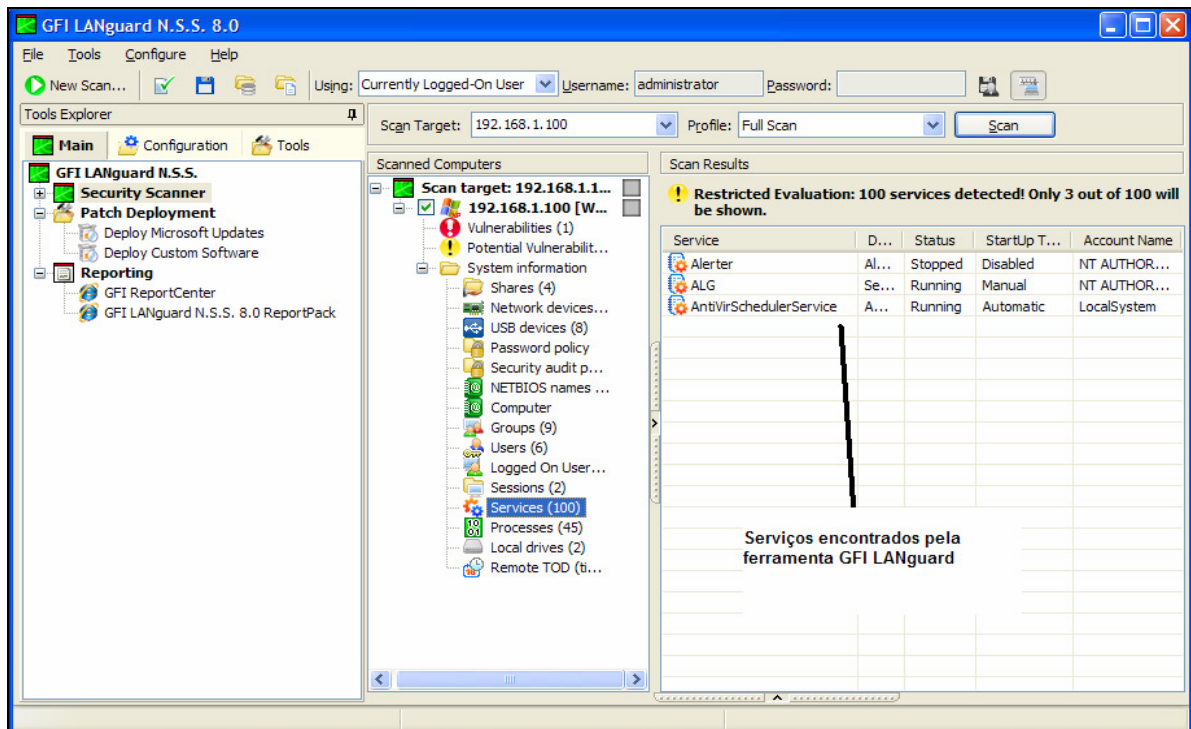 GFI LANguard N.S.S. 8.0
File Tools Configure Help
New Scan... Using: Currently Logged-On User Username: administrator Password:
Tools Explorer
Main Configuration Tools
GFI LANguard N.S.S.
Security Scanner
Patch Deployment
Deploy Microsoft Updates
Deploy Custom Software
Reporting
GFI ReportCenter
GFI LANguard N.S.S. 8.0 ReportPack
Scan Target: 192.168.1.100 Profile: Full Scan Scan
Scanned Computers
Scan target: 192.168.1.1...
192.168.1.100 [W...
Vulnerabilities (1)
Potential Vulnerabilit...
System information
Shares (4)
Network devices...
USB devices (8)
Password policy
Security audit p...
NETBIOS names ...
Computer
Groups (9)
Users (6)
Logged On User...
Sessions (2)
Services (100)
Processes (45)
Local drives (2)
Remote TOD (ti...
Scan Results
Restricted Evaluation: 100 services detected! Only 3 out of 100 will
be shown.
Service D... Status StartUp T... Account Name
Alerter Al... Stopped Disabled NT AUTHOR...
ALG Se... Running Manual NT AUTHOR...
AntiVirSchedulerService A... Running Automatic LocalSystem
Serviços encontrados pela
ferramenta GFI LANguard